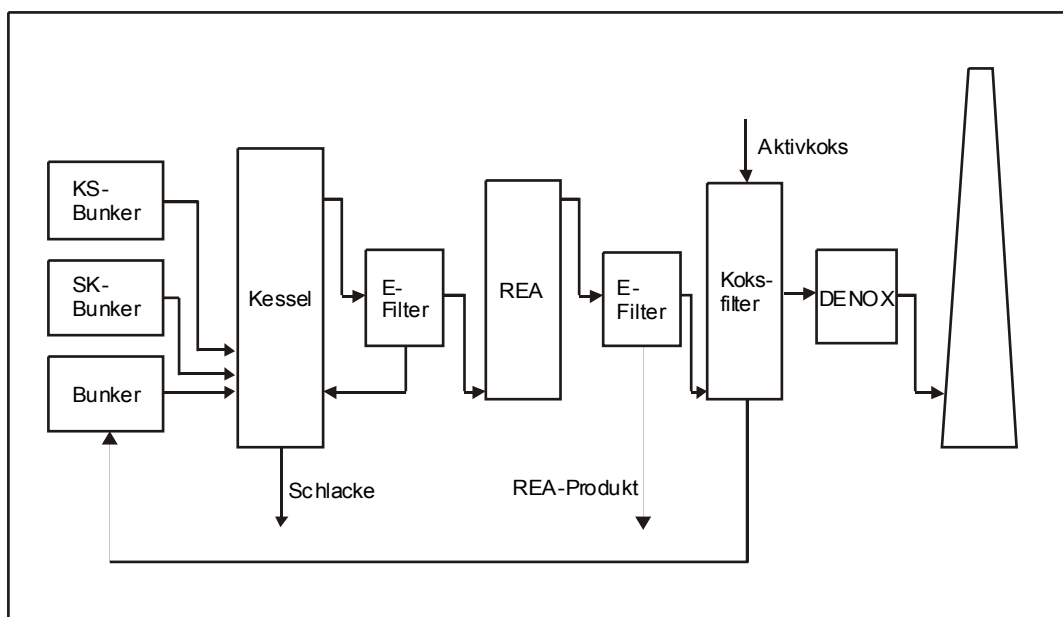 KS-
Bunker
SK-
Bunker
Bunker
Kessel
Schlacke
E-
Filter
REA
E-
Filter
REA-Produkt
Aktivkoks
Koks-
filter
DENOX